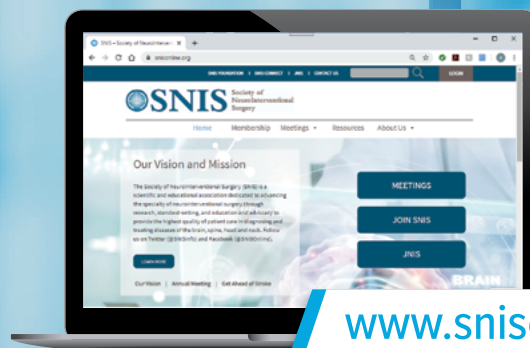 SNIS – Society of NeuroInterven
snisonline.org
SNIS FOUNDATION | SNIS CONNECT | JNIS | CONTACT US
LOGIN
SNIS
Society of
NeuroInterventional
Surgery
Home Membership Meetings Resources About Us
Our Vision and Mission
The Society of NeuroInterventional Surgery (SNIS) is a
scientific and educational association dedicated to advancing
the specialty of neurointerventional surgery through
research, standard-setting, and education and advocacy to
provide the highest quality of patient care in diagnosing and
treating diseases of the brain, spine, head and neck. Follow
us on Twitter (@SNISinfo) and Facebook (@SNISOnline).
LEARN MORE
Our Vision | Annual Meeting | Get Ahead of Stroke
MEETINGS
JOIN SNIS
JNIS
BRAIN
www.snis